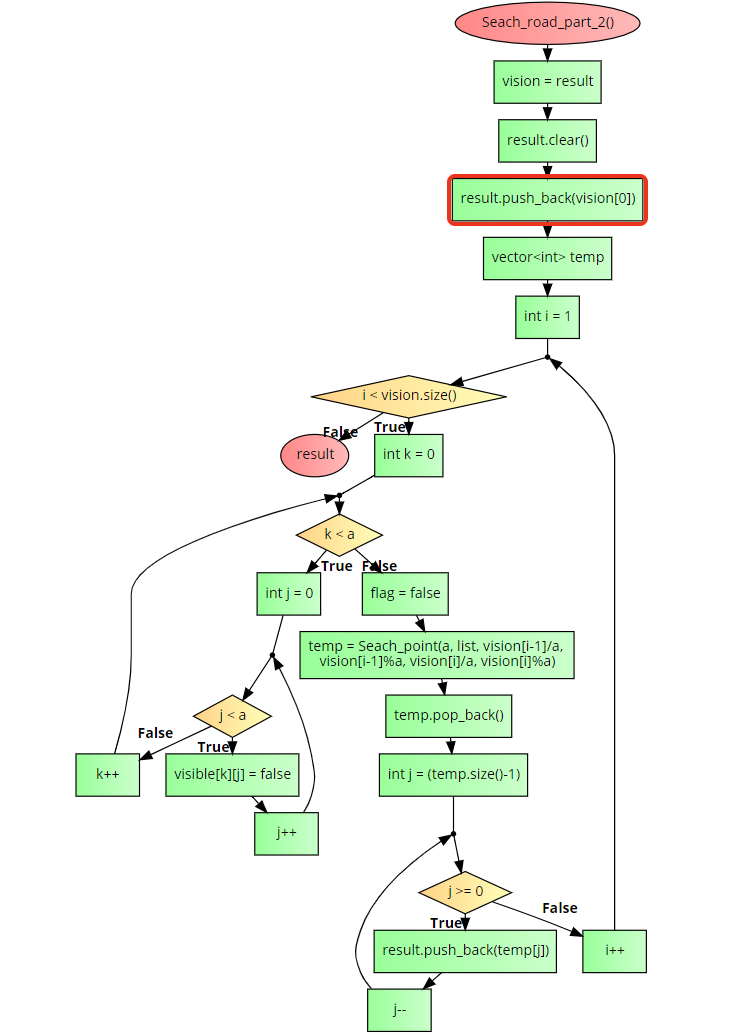 Seach_road_part_2()
vision = result
result.clear()
result.push_back(vision[0])
vector<int> temp
int i = 1
i < vision.size()
False
True
result
int k = 0
k < a
True
False
int j = 0
flag = false
temp = Seach_point(a, list, vision[i-1]/a,
vision[i-1]%a, vision[i]/a, vision[i]%a)
j < a
temp.pop_back()
False
True
k++
visible[k][j] = false
int j = (temp.size()-1)
j++
j >= 0
False
True
result.push_back(temp[j])
i++
j--